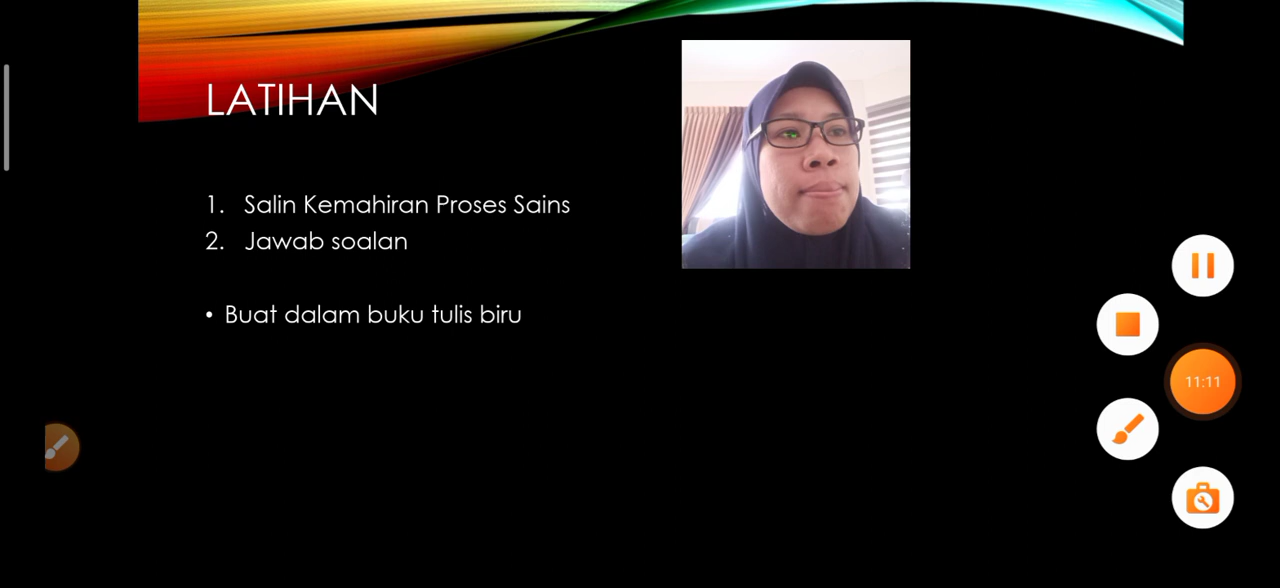 LATIHAN
1. Salin Kemahiran Proses Sains
2. Jawab soalan
• Buat dalam buku tulis biru
11:11